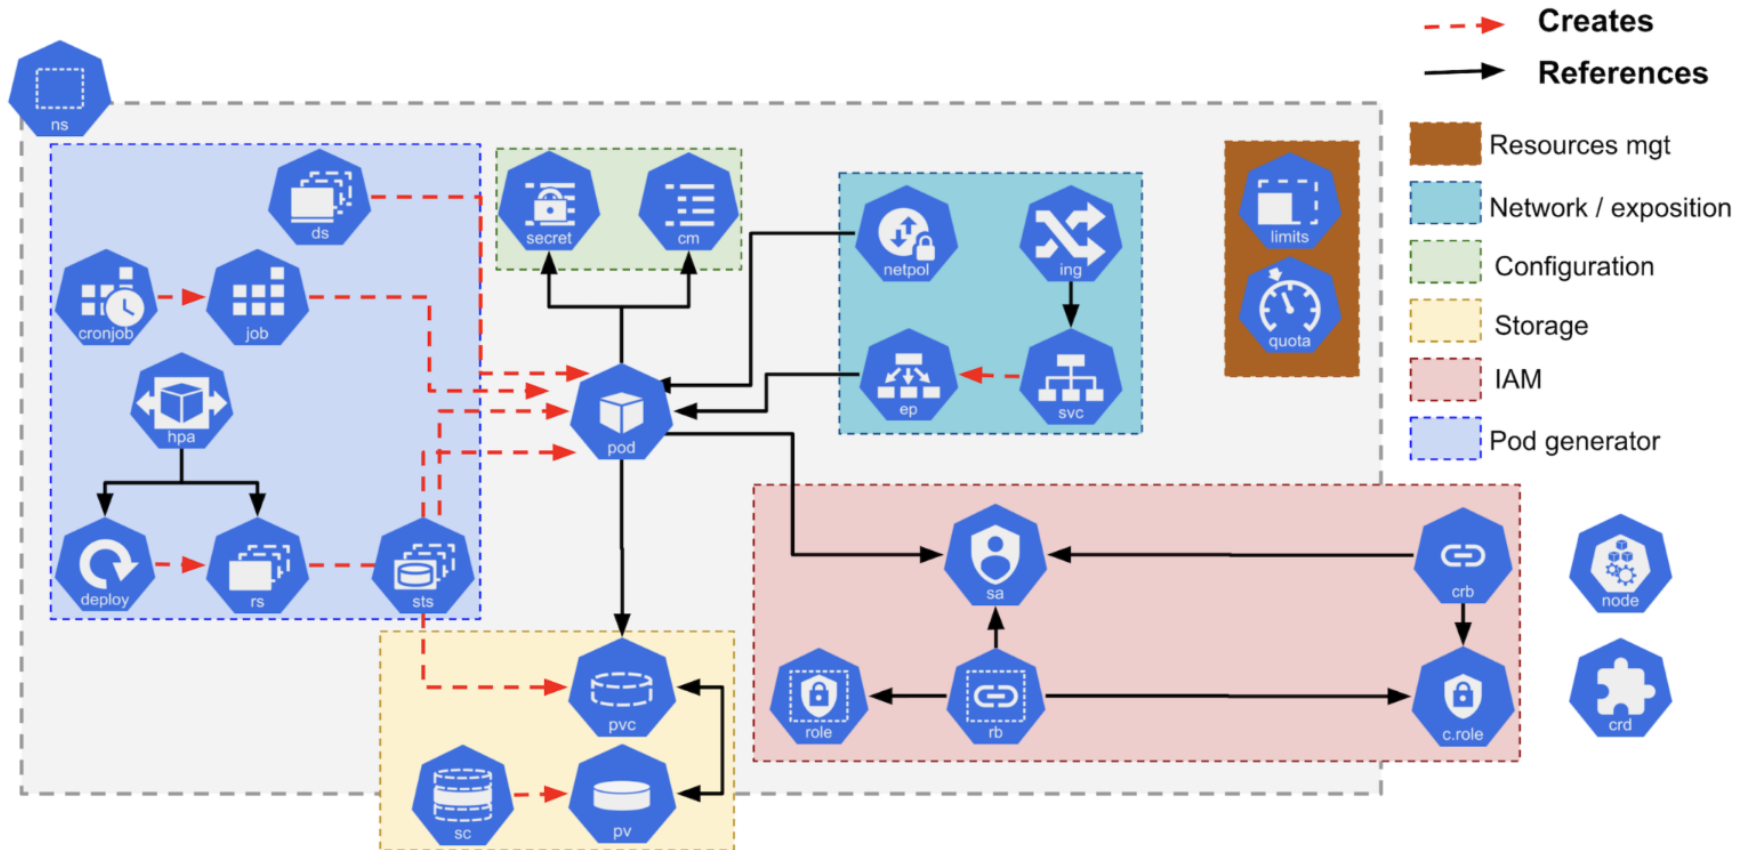 Creates
References
ns
ds
secret
cm
netpol
ing
limits
Resources mgt
Network / exposition
Configuration
Storage
IAM
Pod generator
cronjob
job
quota
hpa
pod
ep
svc
deploy
rs
sts
sa
crb
node
pvc
role
rb
c.role
crd
sc
pv